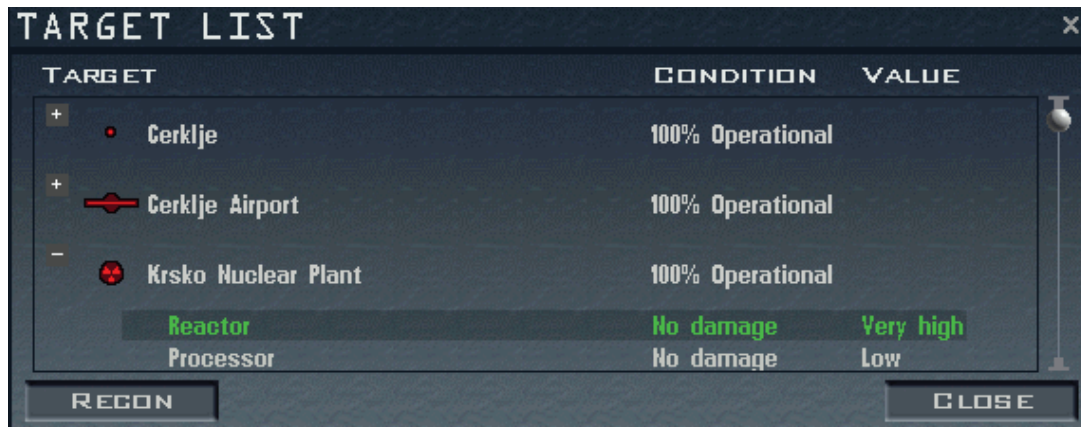 TARGET LIST x
TARGET CONDITION VALUE
+ Cerklje 100% Operational
+ Cerklje Airport 100% Operational
− Krsko Nuclear Plant 100% Operational
Reactor No damage Very high
Processor No damage Low
RECON CLOSE